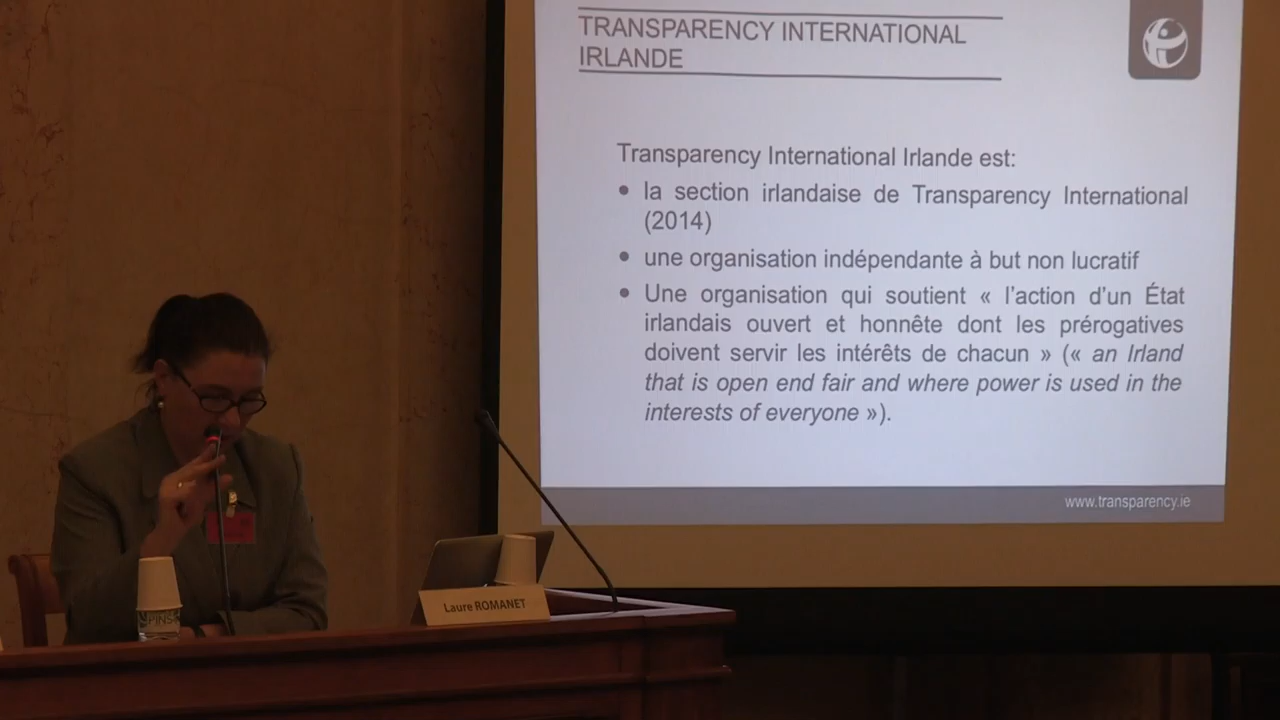 TRANSPARENCY INTERNATIONAL
IRLANDE
Transparency International Irlande est:
• la section irlandaise de Transparency International
(2014)
• une organisation indépendante à but non lucratif
• Une organisation qui soutient « l'action d'un État
irlandais ouvert et honnête dont les prérogatives
doivent servir les intérêts de chacun » (« an Irland
that is open end fair and where power is used in the
interests of everyone »).
www.transparency.ie
Laure ROMANET
PINS